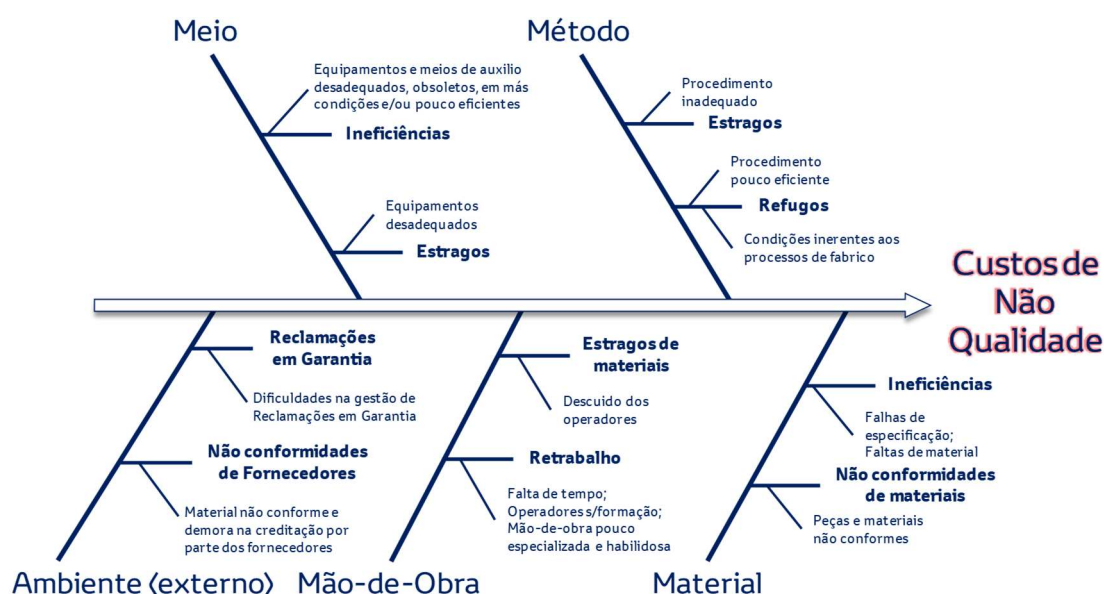 Meio
Equipamentos e meios de auxilio
desadequados, obsoletos, em más
condições e/ou pouco eficientes
Ineficiências
Equipamentos
desadequados
Estragos
Método
Procedimento
inadequado
Estragos
Procedimento
pouco eficiente
Refugos
Condições inerentes aos
processos de fabrico
Custos de
Não
Qualidade
Reclamações
em Garantia
Dificuldades na gestão de
Reclamações em Garantia
Não conformidades
de Fornecedores
Material não conforme e
demora na creditação por
parte dos fornecedores
Ambiente (externo)
Estragos de
materiais
Descuido dos
operadores
Retrabalho
Falta de tempo;
Operadores s/formação;
Mão-de-obra pouco
especializada e habilidosa
Mão-de-Obra
Ineficiências
Falhas de
especificação;
Faltas de material
Não conformidades
de materiais
Peças e materiais
não conformes
Material